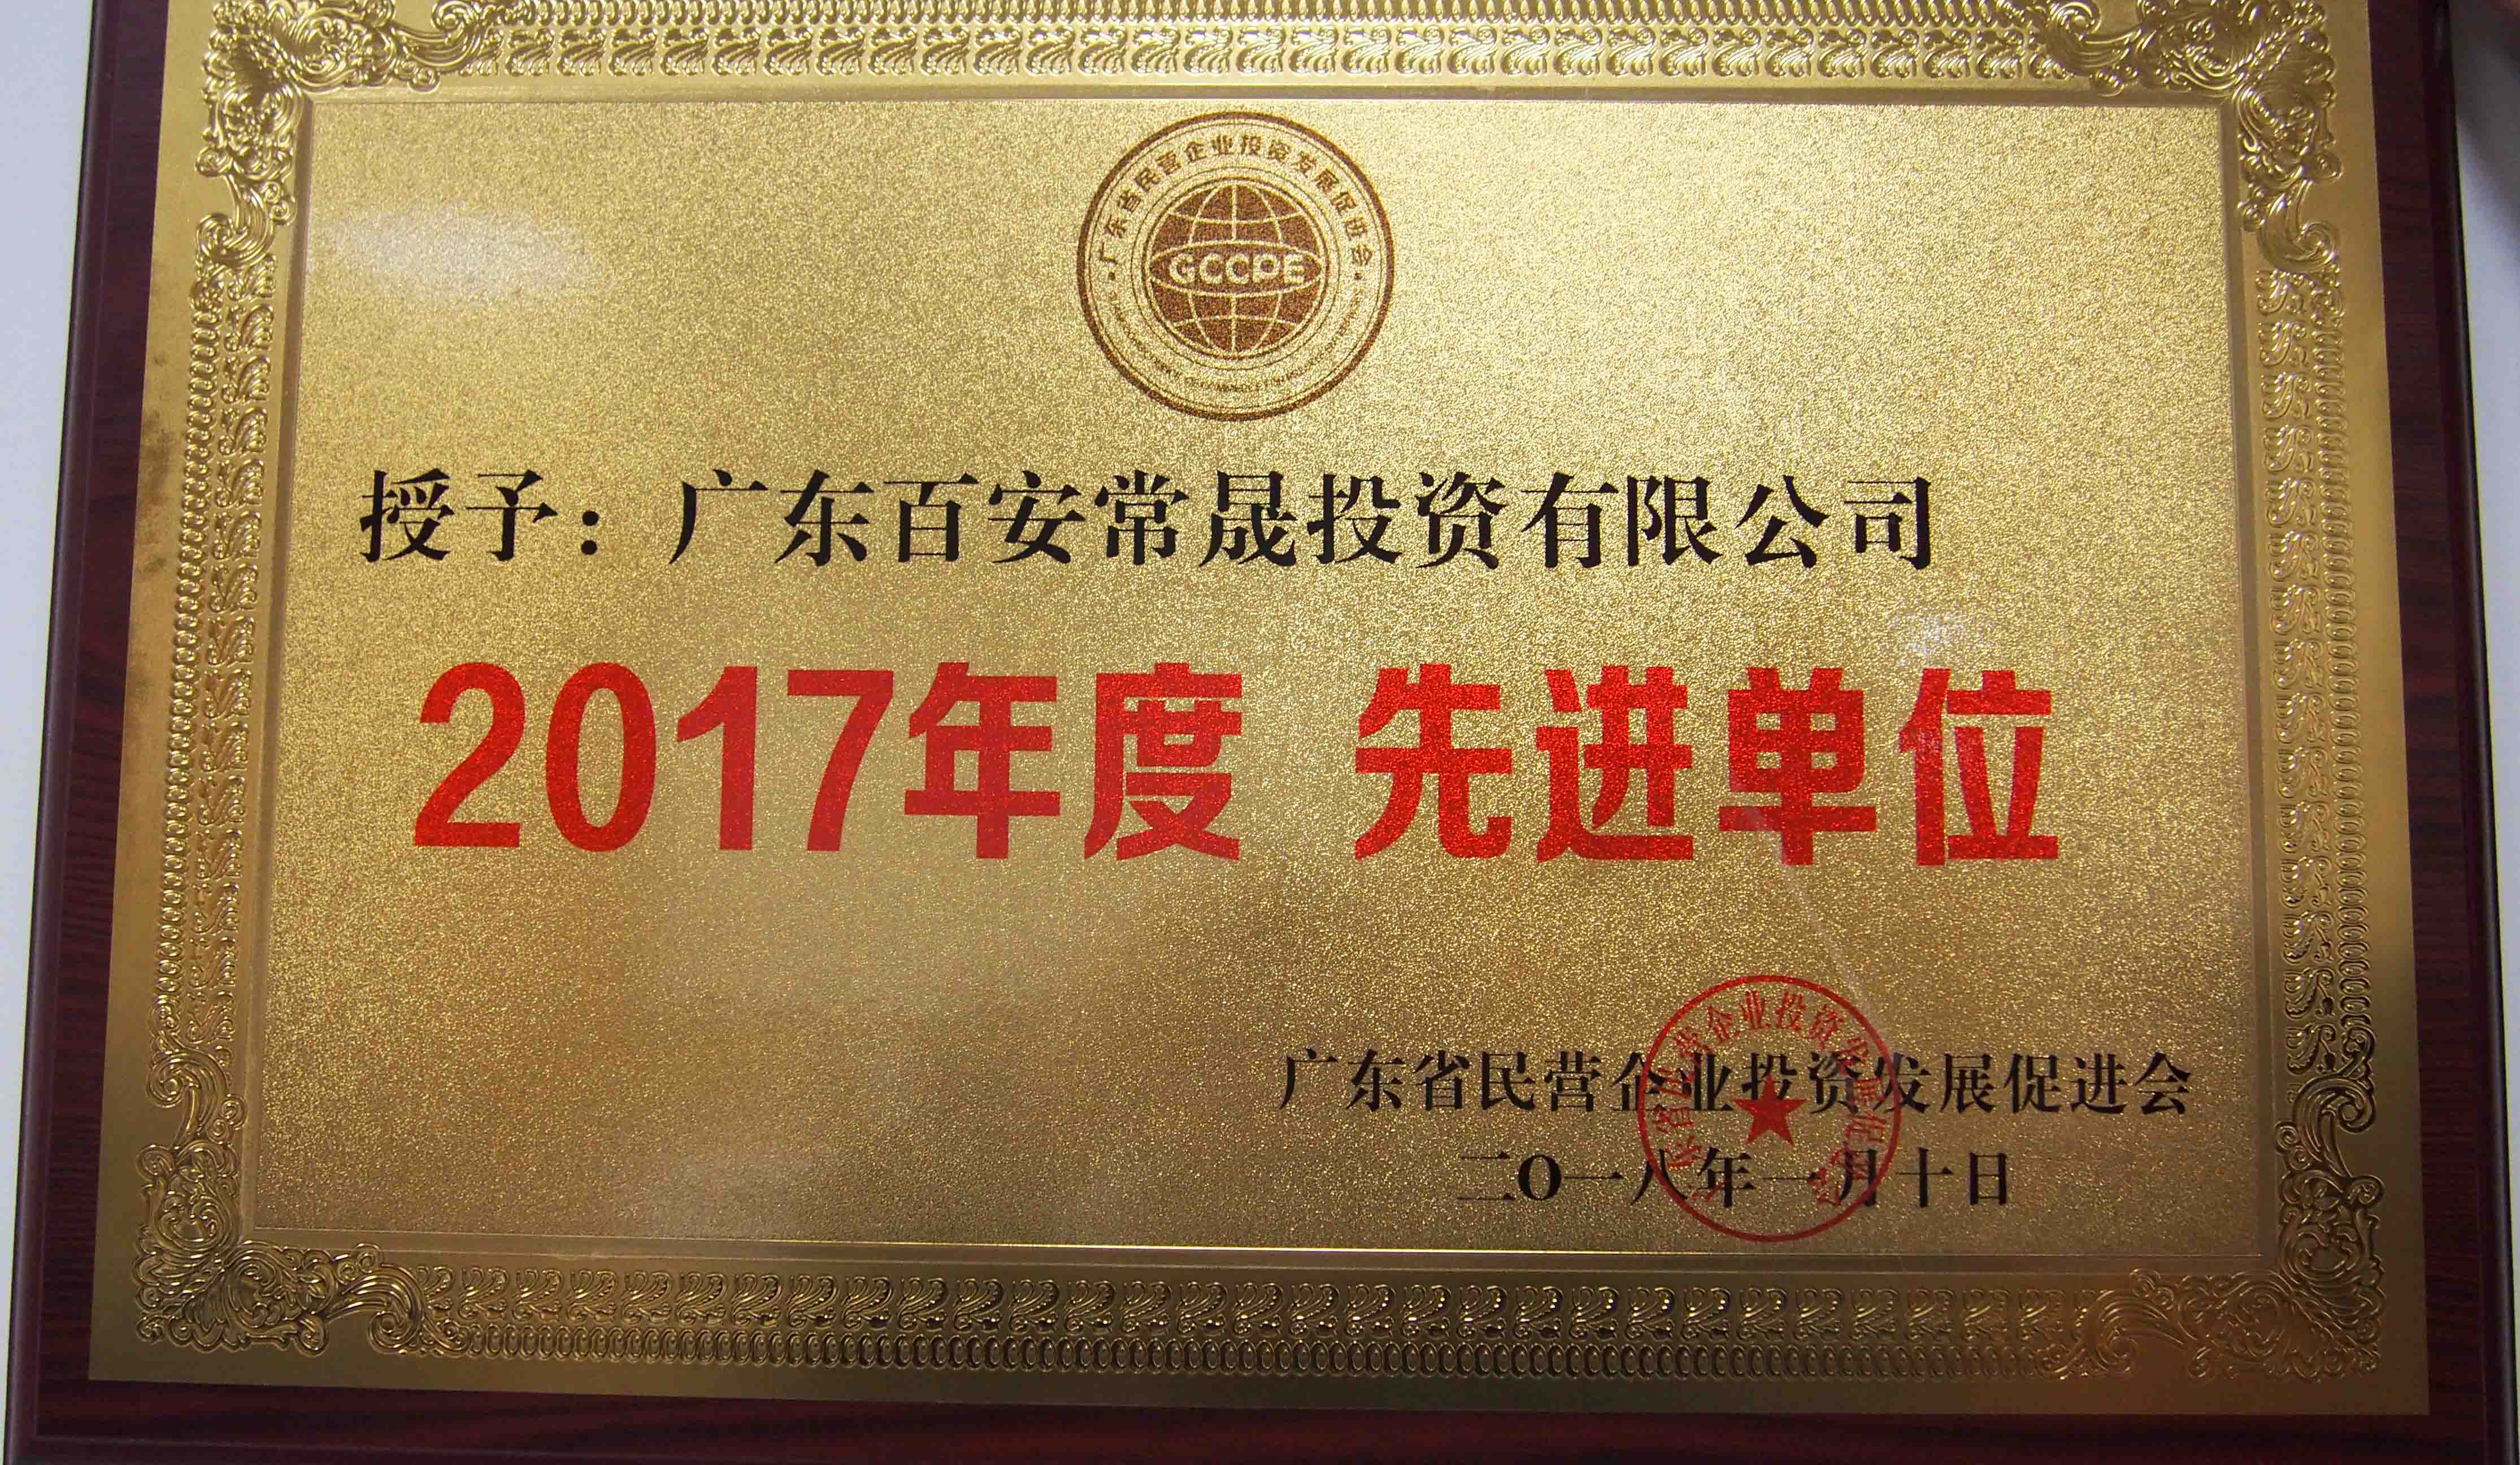 广东省民营企业投资发展促进会
GCCPE
授予：广东百安常晟投资有限公司
2017年度 先进单位
广东省民营企业投资发展促进会
二O一八年一月十日